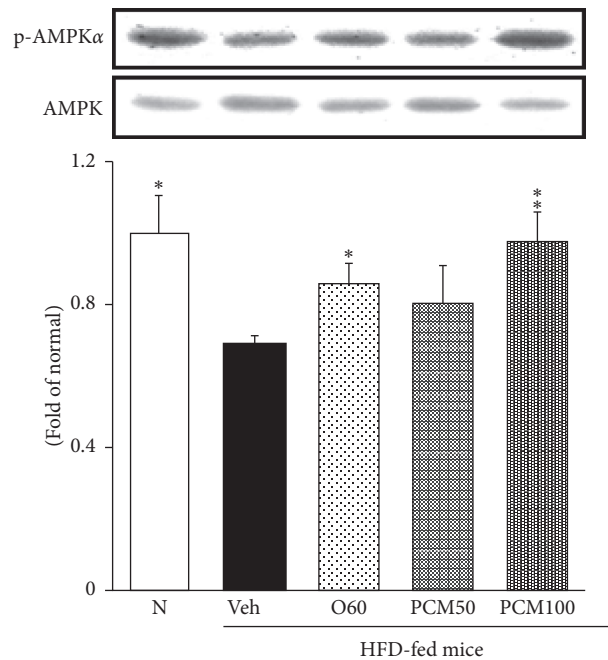 p-AMPKα
AMPK
1.2
0.8
0.4
0
(Fold of normal)
*
*
**
N Veh O60 PCM50 PCM100
HFD-fed mice